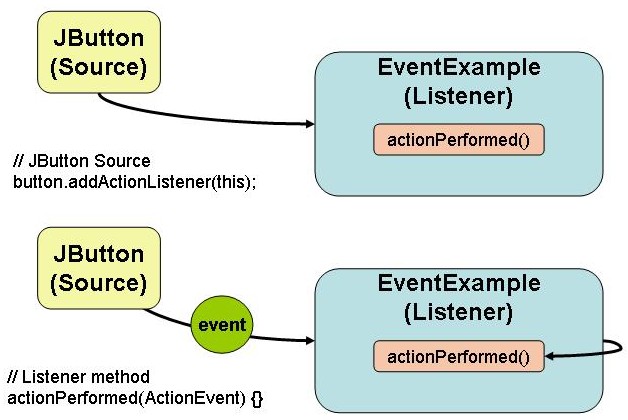 JButton
(Source)
EventExample
(Listener)
actionPerformed()
// JButton Source
button.addActionListener(this);
JButton
(Source)
event
EventExample
(Listener)
actionPerformed()
// Listener method
actionPerformed(ActionEvent) {}